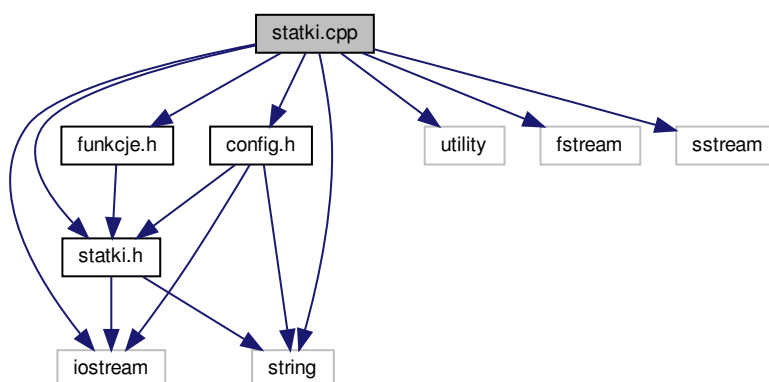 statki.cpp
funkcje.h
config.h
utility
fstream
sstream
statki.h
iostream
string